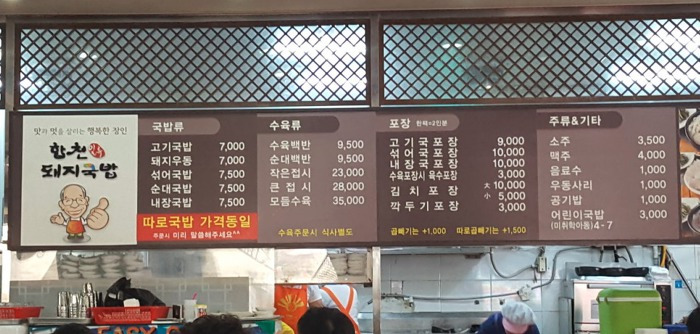 맛과 멋을 살리는 행복한 장인
합천
돼지국밥
국밥류
고기국밥 7,000
돼지우동 7,000
섞어국밥 7,500
순대국밥 7,500
내장국밥 7,500
따로국밥 가격동일
주문시 미리 말씀해주세요^^
수육류
수육백반 9,500
순대백반 9,500
작은접시 23,000
큰 접 시 28,000
모듬수육 35,000
수육주문시 식사별도
포장 한팩=2인분
고기국포장 9,000
섞어국포장 10,000
내장국포장 10,000
수육포장시 육수포장 3,000
김치포장 大 10,000
小 5,000
깍두기포장 3,000
곱빼기는 +1,000 따로곱빼기는 +1,500
주류&기타
소주 3,500
맥주 4,000
음료수 1,000
우동사리 1,000
공기밥 1,000
어린이국밥 3,000
(미취학아동)4-7